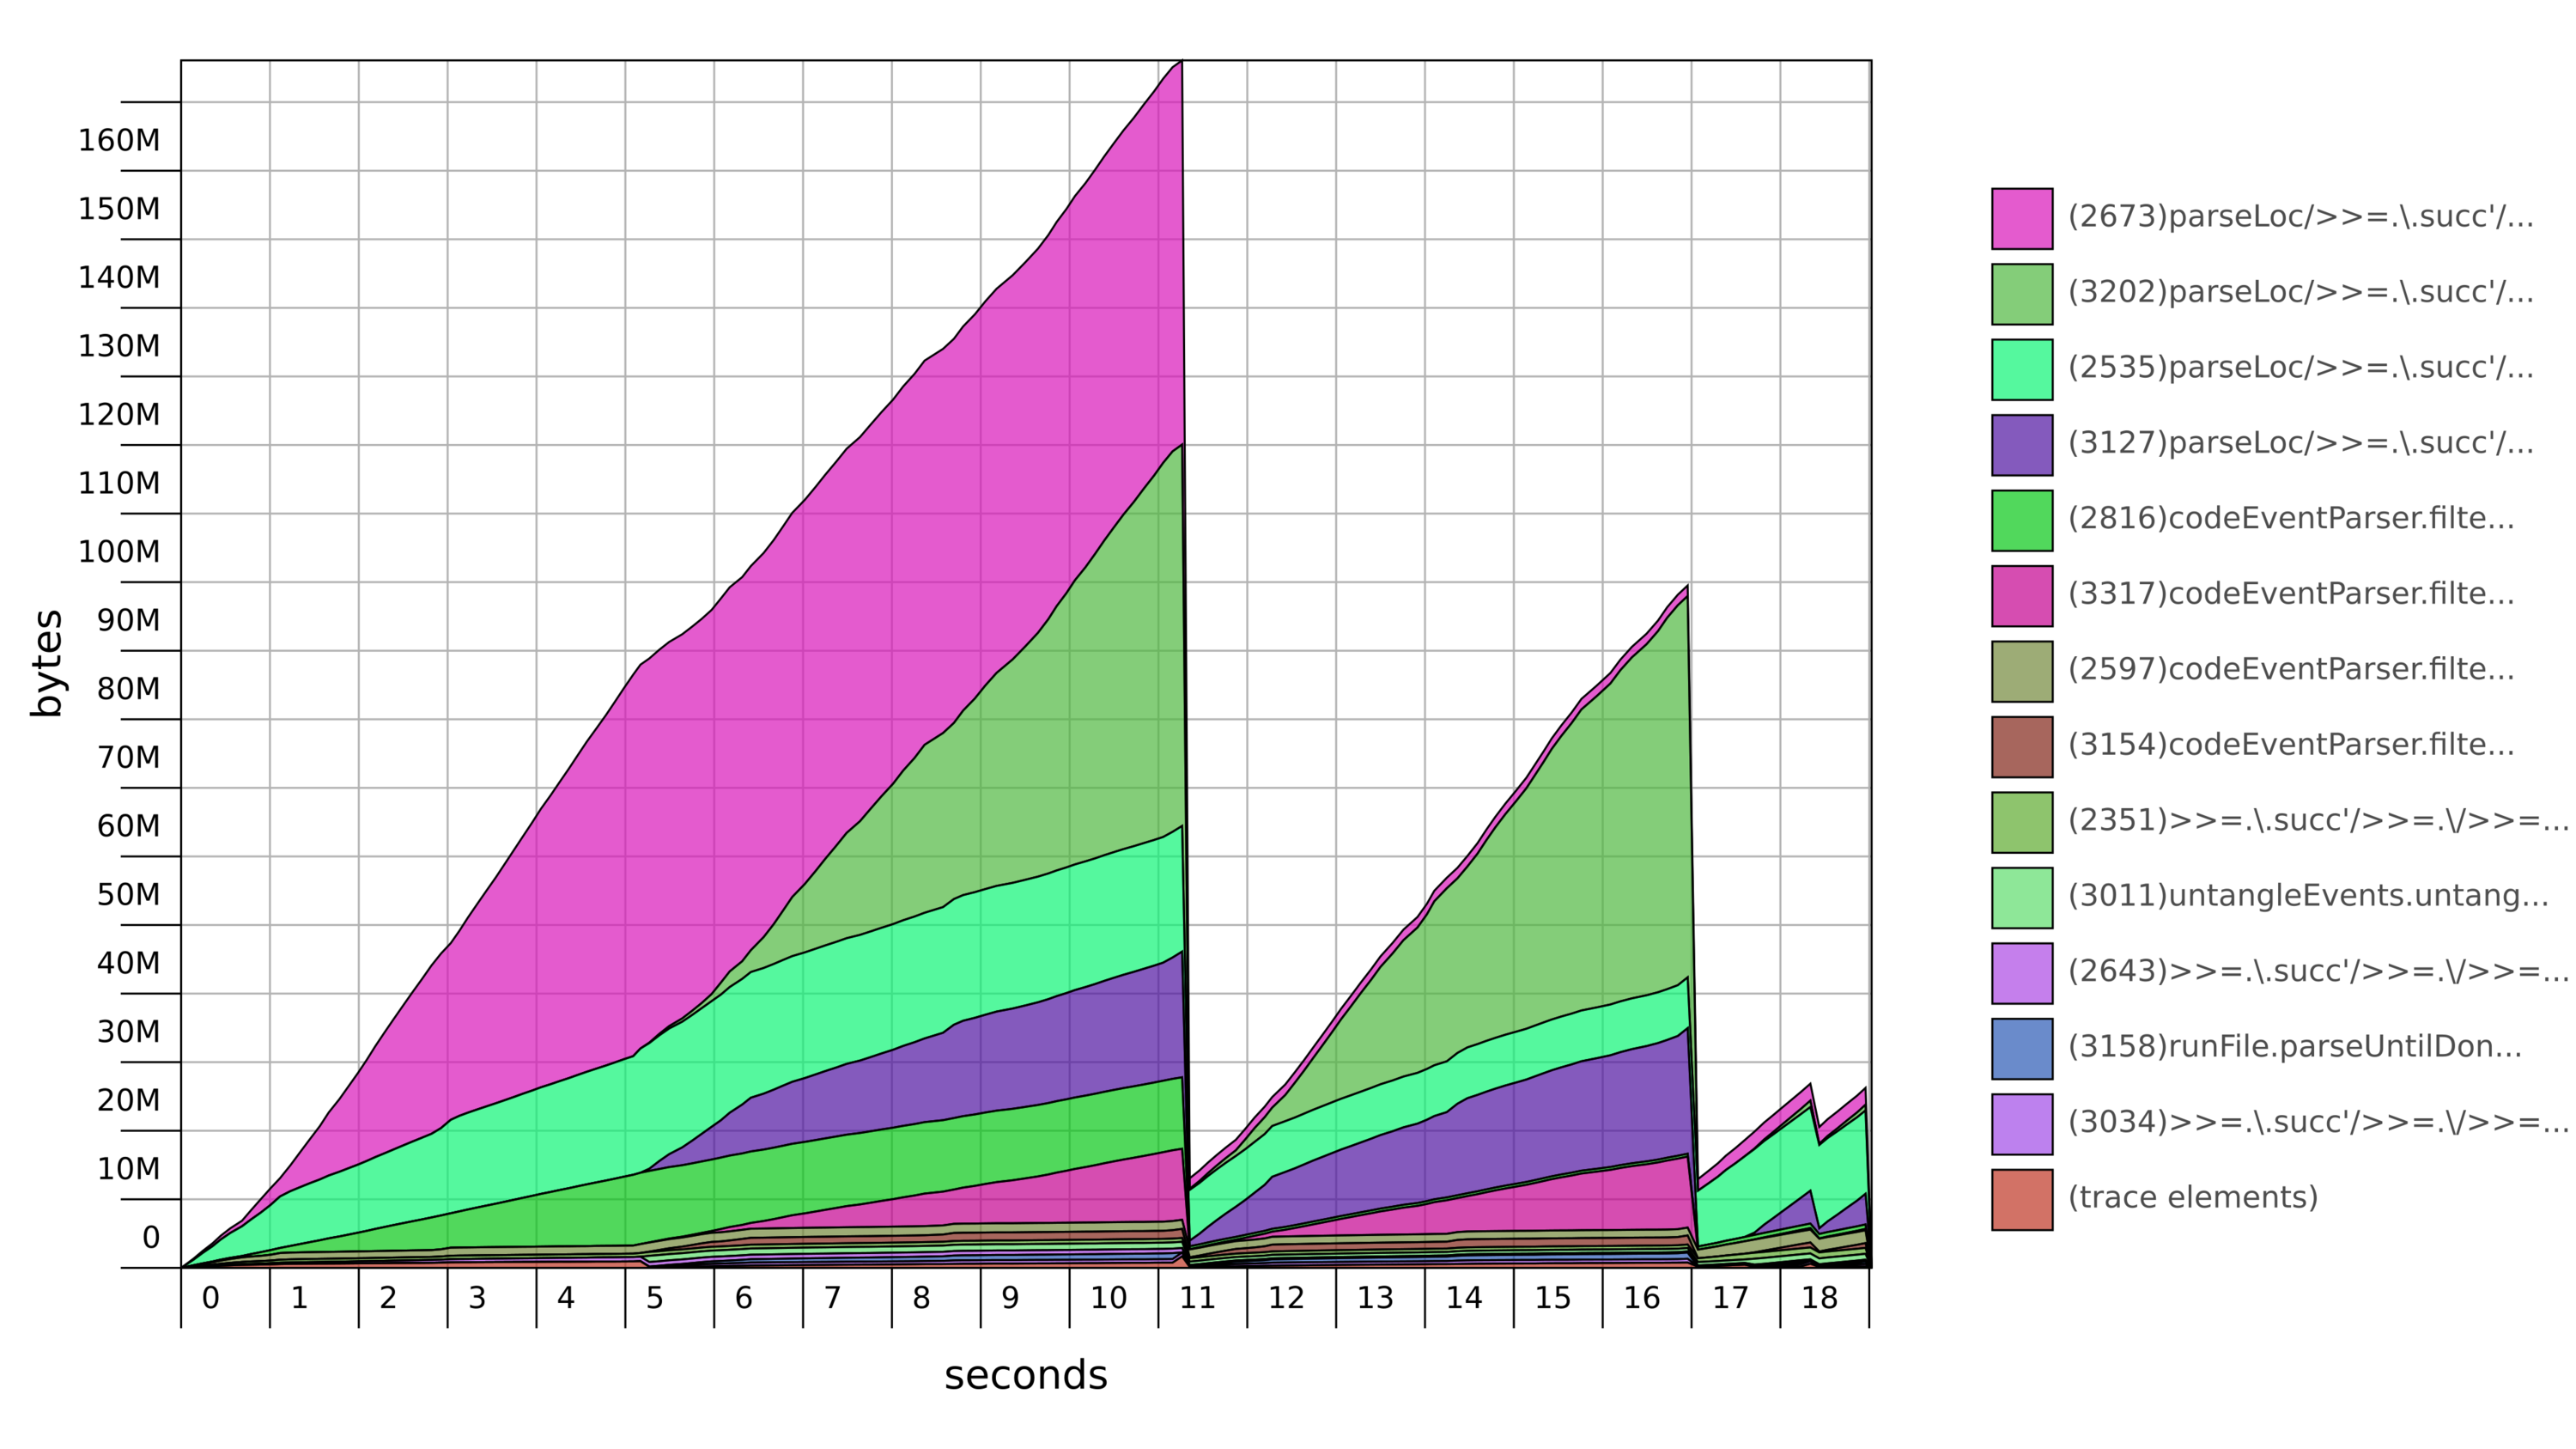 160M
150M
140M
130M
120M
110M
100M
90M
80M
70M
60M
50M
40M
30M
20M
10M
0
bytes
0 1 2 3 4 5 6 7 8 9 10 11 12 13 14 15 16 17 18
seconds
(2673)parseLoc/>>=.\.succ'/...
(3202)parseLoc/>>=.\.succ'/...
(2535)parseLoc/>>=.\.succ'/...
(3127)parseLoc/>>=.\.succ'/...
(2816)codeEventParser.filte...
(3317)codeEventParser.filte...
(2597)codeEventParser.filte...
(3154)codeEventParser.filte...
(2351)>>=.\.succ'/>>=.\/>>=...
(3011)untangleEvents.untang...
(2643)>>=.\.succ'/>>=.\/>>=...
(3158)runFile.parseUntilDon...
(3034)>>=.\.succ'/>>=.\/>>=...
(trace elements)